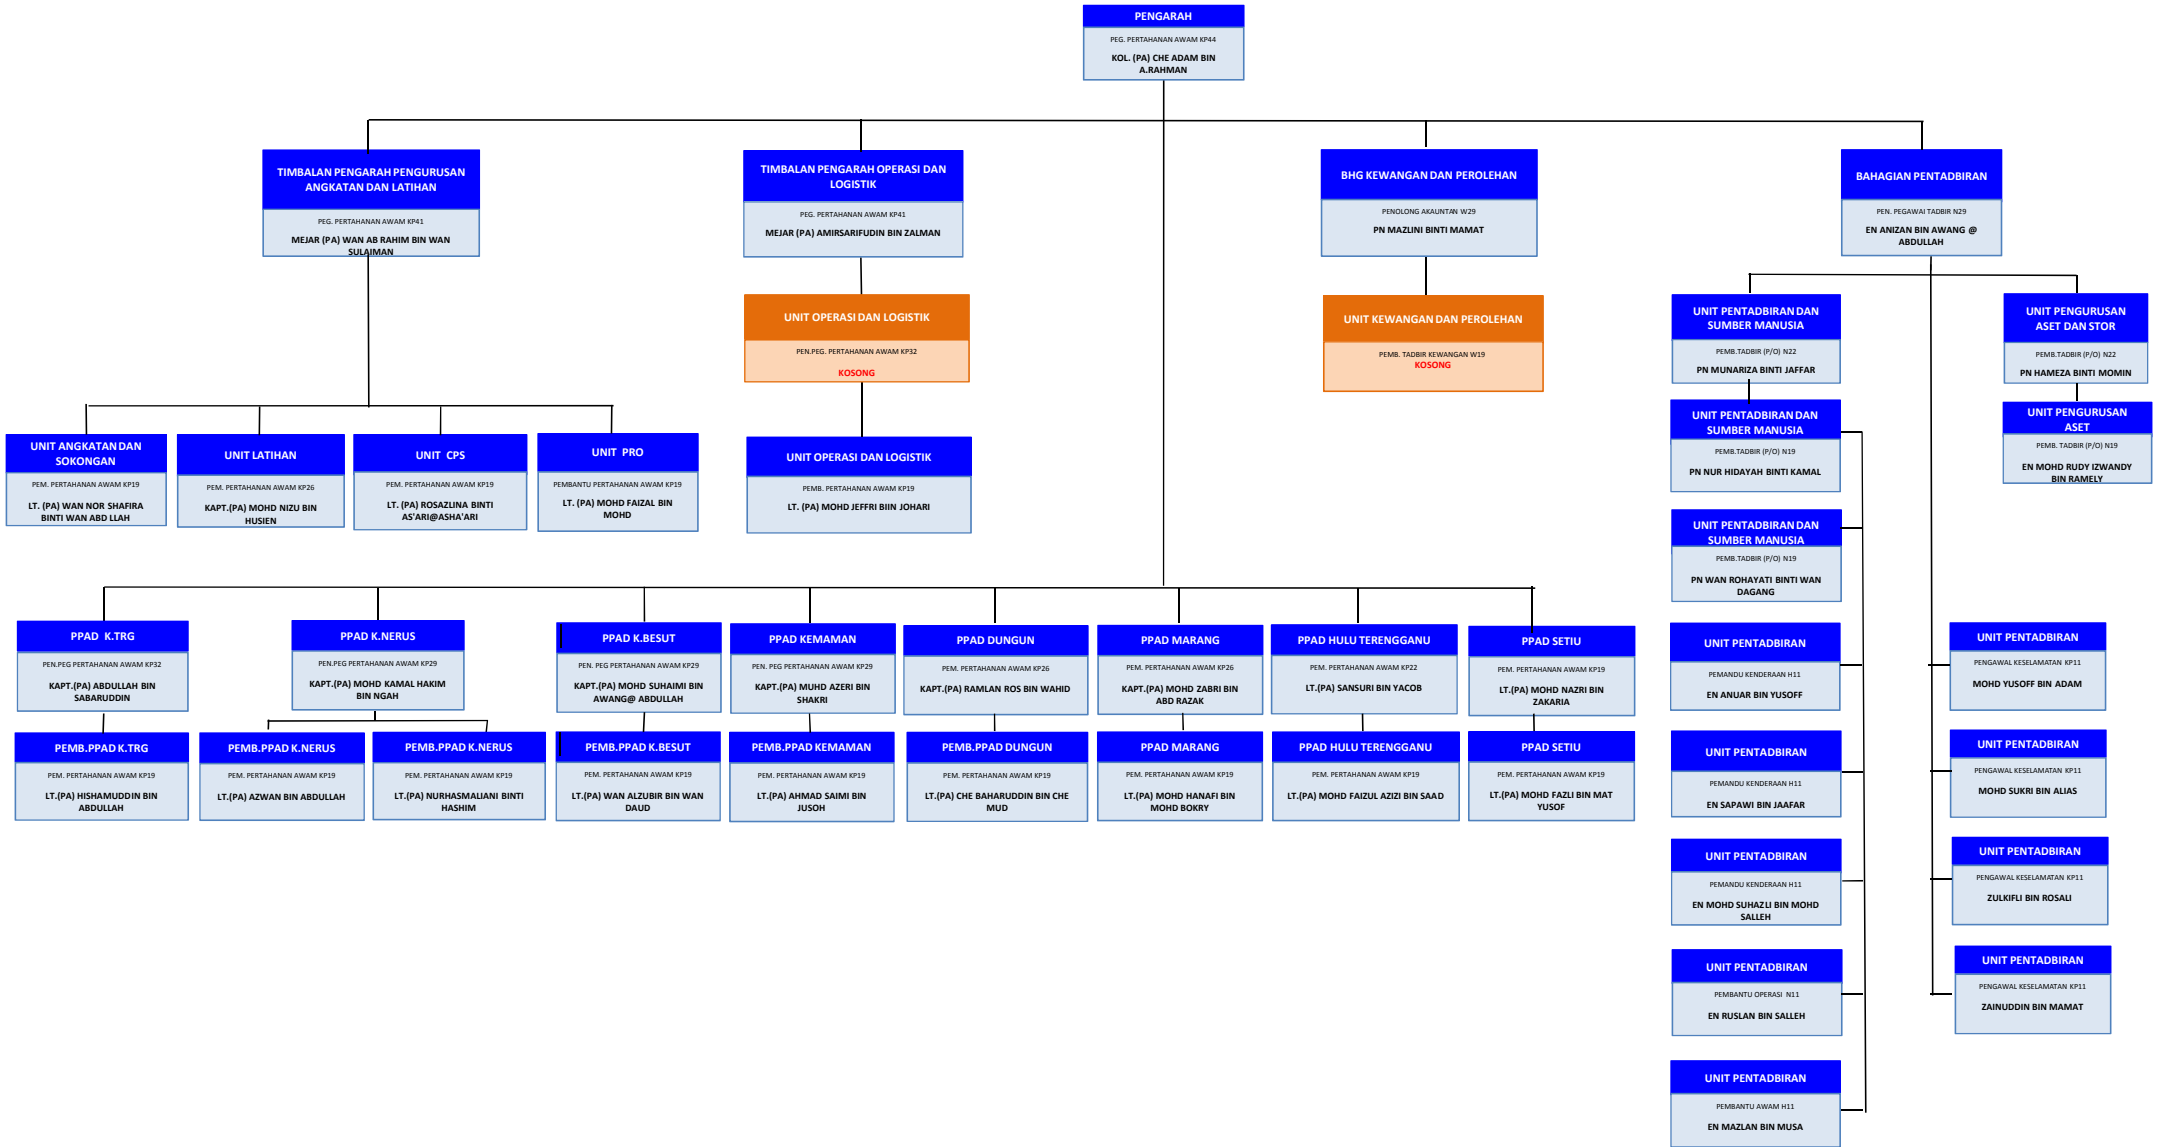 PENGARAH
PEG. PERTAHANAN AWAM KP44
KOL. (PA) CHE ADAM BIN
A.RAHMAN
TIMBALAN PENGARAH PENGURUSAN
ANGKATAN DAN LATIHAN
PEG. PERTAHANAN AWAM KP41
MEJAR (PA) WAN AB RAHIM BIN WAN
SULAIMAN
TIMBALAN PENGARAH OPERASI DAN
LOGISTIK
PEG. PERTAHANAN AWAM KP41
MEJAR (PA) AMIRSARIFUDIN BIN ZALMAN
BHG KEWANGAN DAN PEROLEHAN
PENOLONG AKAUNTAN W29
PN MAZLINI BINTI MAMAT
BAHAGIAN PENTADBIRAN
PEN. PEGAWAI TADBIR N29
EN ANIZAN BIN AWANG @
ABDULLAH
UNIT OPERASI DAN LOGISTIK
PEN.PEG. PERTAHANAN AWAM KP32
KOSONG
UNIT KEWANGAN DAN PEROLEHAN
PEMB. TADBIR KEWANGAN W19
KOSONG
UNIT PENTADBIRAN DAN
SUMBER MANUSIA
PEMB.TADBIR (P/O) N22
PN MUNARIZA BINTI JAFFAR
UNIT PENGURUSAN
ASET DAN STOR
PEMB.TADBIR (P/O) N22
PN HAMEZA BINTI MOMIN
UNIT ANGKATAN DAN
SOKONGAN
PEM. PERTAHANAN AWAM KP19
LT. (PA) WAN NOR SHAFIRA
BINTI WAN ABD LLAH
UNIT LATIHAN
PEM. PERTAHANAN AWAM KP26
KAPT.(PA) MOHD NIZU BIN
HUSIEN
UNIT CPS
PEM. PERTAHANAN AWAM KP19
LT. (PA) ROSAZLINA BINTI
AS'ARI@ASHA'ARI
UNIT PRO
PEMBANTU PERTAHANAN AWAM KP19
LT. (PA) MOHD FAIZAL BIN
MOHD
UNIT OPERASI DAN LOGISTIK
PEMB. PERTAHANAN AWAM KP19
LT. (PA) MOHD JEFFRI BIIN JOHARI
UNIT PENTADBIRAN DAN
SUMBER MANUSIA
PEMB.TADBIR (P/O) N19
PN NUR HIDAYAH BINTI KAMAL
UNIT PENGURUSAN
ASET
PEMB. TADBIR (P/O) N19
EN MOHD RUDY IZWANDY
BIN RAMELY
UNIT PENTADBIRAN DAN
SUMBER MANUSIA
PEMB.TADBIR (P/O) N19
PN WAN ROHAYATI BINTI WAN
DAGANG
PPAD K.TRG
PEN.PEG PERTAHANAN AWAM KP32
KAPT.(PA) ABDULLAH BIN
SABARUDDIN
PPAD K.NERUS
PEN.PEG PERTAHANAN AWAM KP29
KAPT.(PA) MOHD KAMAL HAKIM
BIN NGAH
PPAD K.BESUT
PEN. PEG PERTAHANAN AWAM KP29
KAPT.(PA) MOHD SUHAIMI BIN
AWANG@ ABDULLAH
PPAD KEMAMAN
PEN. PEG PERTAHANAN AWAM KP29
KAPT.(PA) MUHD AZERI BIN
SHAKRI
PPAD DUNGUN
PEM. PERTAHANAN AWAM KP26
KAPT.(PA) RAMLAN ROS BIN WAHID
PPAD MARANG
PEM. PERTAHANAN AWAM KP26
KAPT.(PA) MOHD ZABRI BIN
ABD RAZAK
PPAD HULU TERENGGANU
PEM. PERTAHANAN AWAM KP22
LT.(PA) SANSURI BIN YACOB
PPAD SETIU
PEM. PERTAHANAN AWAM KP19
LT.(PA) MOHD NAZRI BIN
ZAKARIA
PEMB.PPAD K.TRG
PEM. PERTAHANAN AWAM KP19
LT.(PA) HISHAMUDDIN BIN
ABDULLAH
PEMB.PPAD K.NERUS
PEM. PERTAHANAN AWAM KP19
LT.(PA) AZWAN BIN ABDULLAH
PEMB.PPAD K.NERUS
PEM. PERTAHANAN AWAM KP19
LT.(PA) NURHASMALIANI BINTI
HASHIM
PEMB.PPAD K.BESUT
PEM. PERTAHANAN AWAM KP19
LT.(PA) WAN ALZUBIR BIN WAN
DAUD
PEMB.PPAD KEMAMAN
PEM. PERTAHANAN AWAM KP19
LT.(PA) AHMAD SAIMI BIN
JUSOH
PEMB.PPAD DUNGUN
PEM. PERTAHANAN AWAM KP19
LT.(PA) CHE BAHARUDDIN BIN CHE
MUD
PPAD MARANG
PEM. PERTAHANAN AWAM KP19
LT.(PA) MOHD HANAFI BIN
MOHD BOKRY
PPAD HULU TERENGGANU
PEM. PERTAHANAN AWAM KP19
LT.(PA) MOHD FAIZUL AZIZI BIN SAAD
PPAD SETIU
PEM. PERTAHANAN AWAM KP19
LT.(PA) MOHD FAZLI BIN MAT
YUSOF
UNIT PENTADBIRAN
PEMANDU KENDERAAN H11
EN ANUAR BIN YUSOFF
UNIT PENTADBIRAN
PENGAWAL KESELAMATAN KP11
MOHD YUSOFF BIN ADAM
UNIT PENTADBIRAN
PEMANDU KENDERAAN H11
EN SAPAWI BIN JAAFAR
UNIT PENTADBIRAN
PENGAWAL KESELAMATAN KP11
MOHD SUKRI BIN ALIAS
UNIT PENTADBIRAN
PEMANDU KENDERAAN H11
EN MOHD SUHAZLI BIN MOHD
SALLEH
UNIT PENTADBIRAN
PENGAWAL KESELAMATAN KP11
ZULKIFLI BIN ROSALI
UNIT PENTADBIRAN
PEMBANTU OPERASI N11
EN RUSLAN BIN SALLEH
UNIT PENTADBIRAN
PENGAWAL KESELAMATAN KP11
ZAINUDDIN BIN MAMAT
UNIT PENTADBIRAN
PEMBANTU AWAM H11
EN MAZLAN BIN MUSA